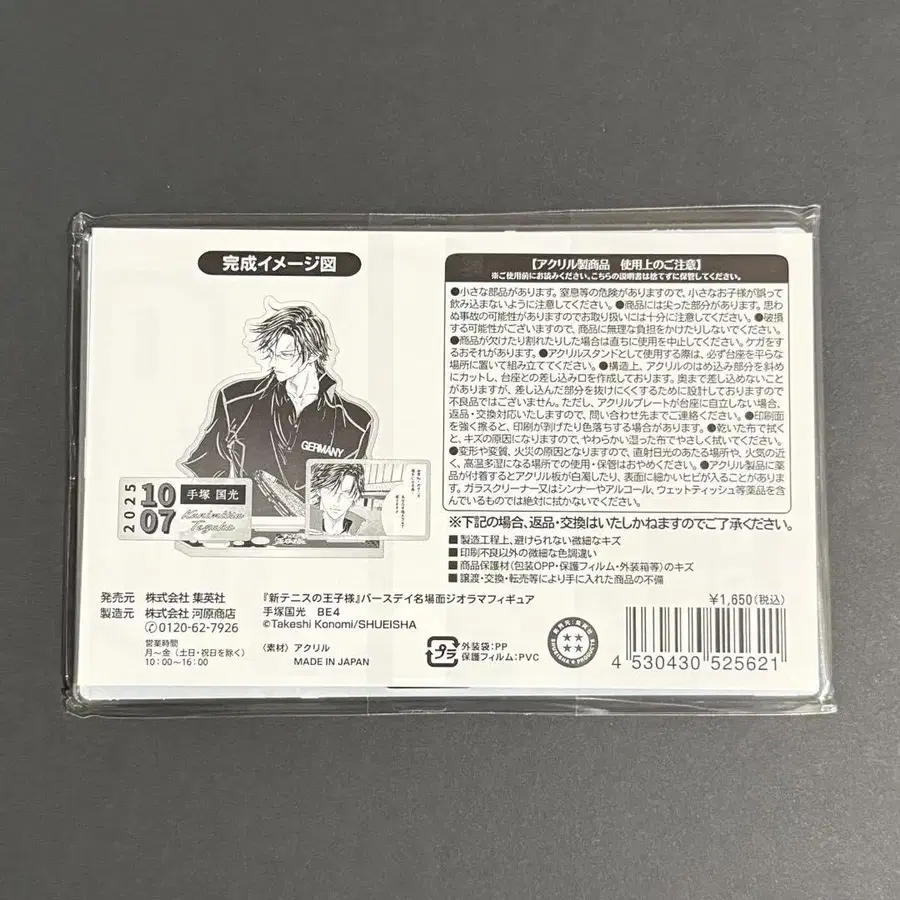 完成イメージ図
GERMANY
2025
10
07
手塚 国光
Kunimitsu
Tezuka
【アクリル製商品　使用上のご注意】
※ご使用前にお読みください。こちらの説明書は捨てずに保管してください。
●小さな部品があります。窒息等の危険がありますので、小さなお子様が誤って
飲み込まないように注意してください。●商品には尖った部分があります。思わ
ぬ事故の可能性がありますのでお取り扱いには十分に注意してください。●破損
する可能性がございますので、商品に無理な負担をかけたりしないでください。
●商品が欠けたり割れたりした場合は直ちに使用を中止してください。ケガをす
るおそれがあります。●アクリルスタンドとして使用する際は、必ず台座を平らな
場所に置いて組み立ててください。●構造上、アクリルのはめ込み部分を斜め
にカットし、台座との差し込み口を作成しております。奥まで差し込めないこと
がありますが、差し込んだ部分を抜けにくくするために設計しておりますので
不良品ではございません。ただし、アクリルプレートが台座に自立しない場合、
返品・交換対応いたしますので、問い合わせ先までご連絡ください。●印刷面
を強く擦ると、印刷が剥げたり色落ちする場合があります。●乾いた布で拭く
と、キズの原因になりますので、やわらかい湿った布でやさしく拭いてください。
●変形や変質、火災の原因となりますので、直射日光のあたる場所や、火気の近
く、高温多湿になる場所での使用・保管はおやめください。●アクリル製品に薬
品が付着するとアクリル板が白濁したり、表面に細かいヒビが入ることがありま
す。ガラスクリーナー又はシンナーやアルコール、ウェットティッシュ等薬品を含
んでいるものでは絶対に拭かないでください。
※下記の場合、返品・交換はいたしかねますのでご了承ください。
■製造工程上、避けられない微細なキズ
■印刷不良以外の微細な色調違い
■商品保護材(包装OPP・保護フィルム・外装箱等)のキズ
■譲渡・交換・転売等により手に入れた商品の不備
発売元　株式会社 集英社
製造元　株式会社 河原商店
0120-62-7926
営業時間
月～金（土日・祝日を除く）
10：00～16：00
『新テニスの王子様』バースデイ名場面ジオラマフィギュア
手塚国光　BE4
©Takeshi Konomi/SHUEISHA
〈素材〉アクリル
MADE IN JAPAN
プラ
外装袋:PP
保護フィルム:PVC
￥1,650(税込)
4 530430 525621